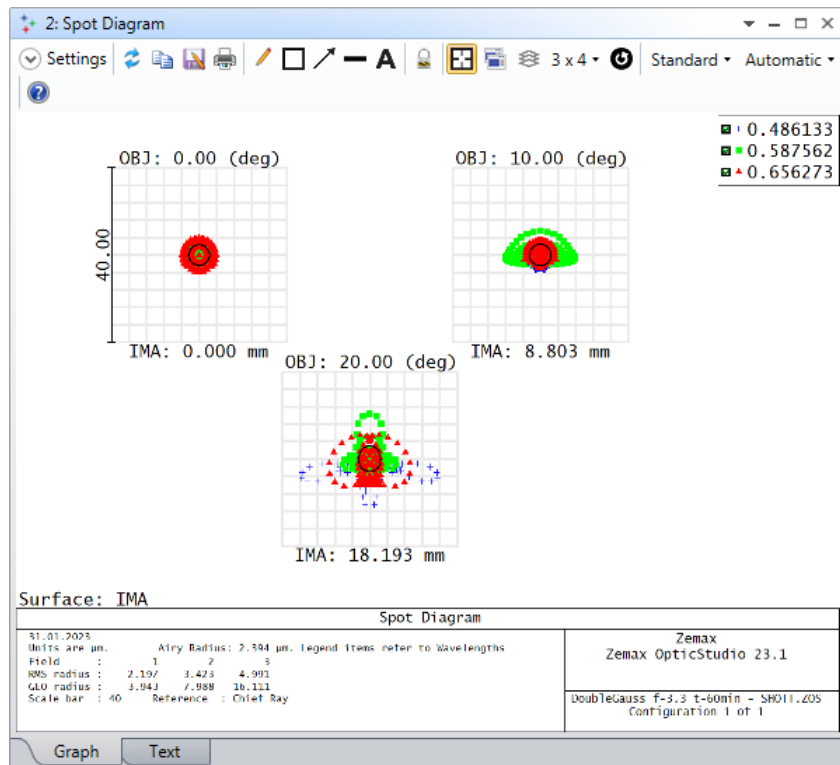 2: Spot Diagram
Settings
A
3 x 4
Standard
Automatic
0.486133
0.587562
0.656273
OBJ: 0.00 (deg)
OBJ: 10.00 (deg)
40.00
IMA: 0.000 mm
IMA: 8.803 mm
OBJ: 20.00 (deg)
IMA: 18.193 mm
Surface: IMA
Spot Diagram
31.01.2023
Units are µm. Airy Radius: 2.394 µm. Legend items refer to Wavelengths
Field : 1 2 3
RMS radius : 2.197 3.423 4.991
GEO radius : 3.943 7.988 16.111
Scale bar : 40 Reference : Chief Ray
Zemax
Zemax OpticStudio 23.1
DoubleGauss f-3.3 t-60min - SHOTT.ZOS
Configuration 1 of 1
Graph
Text